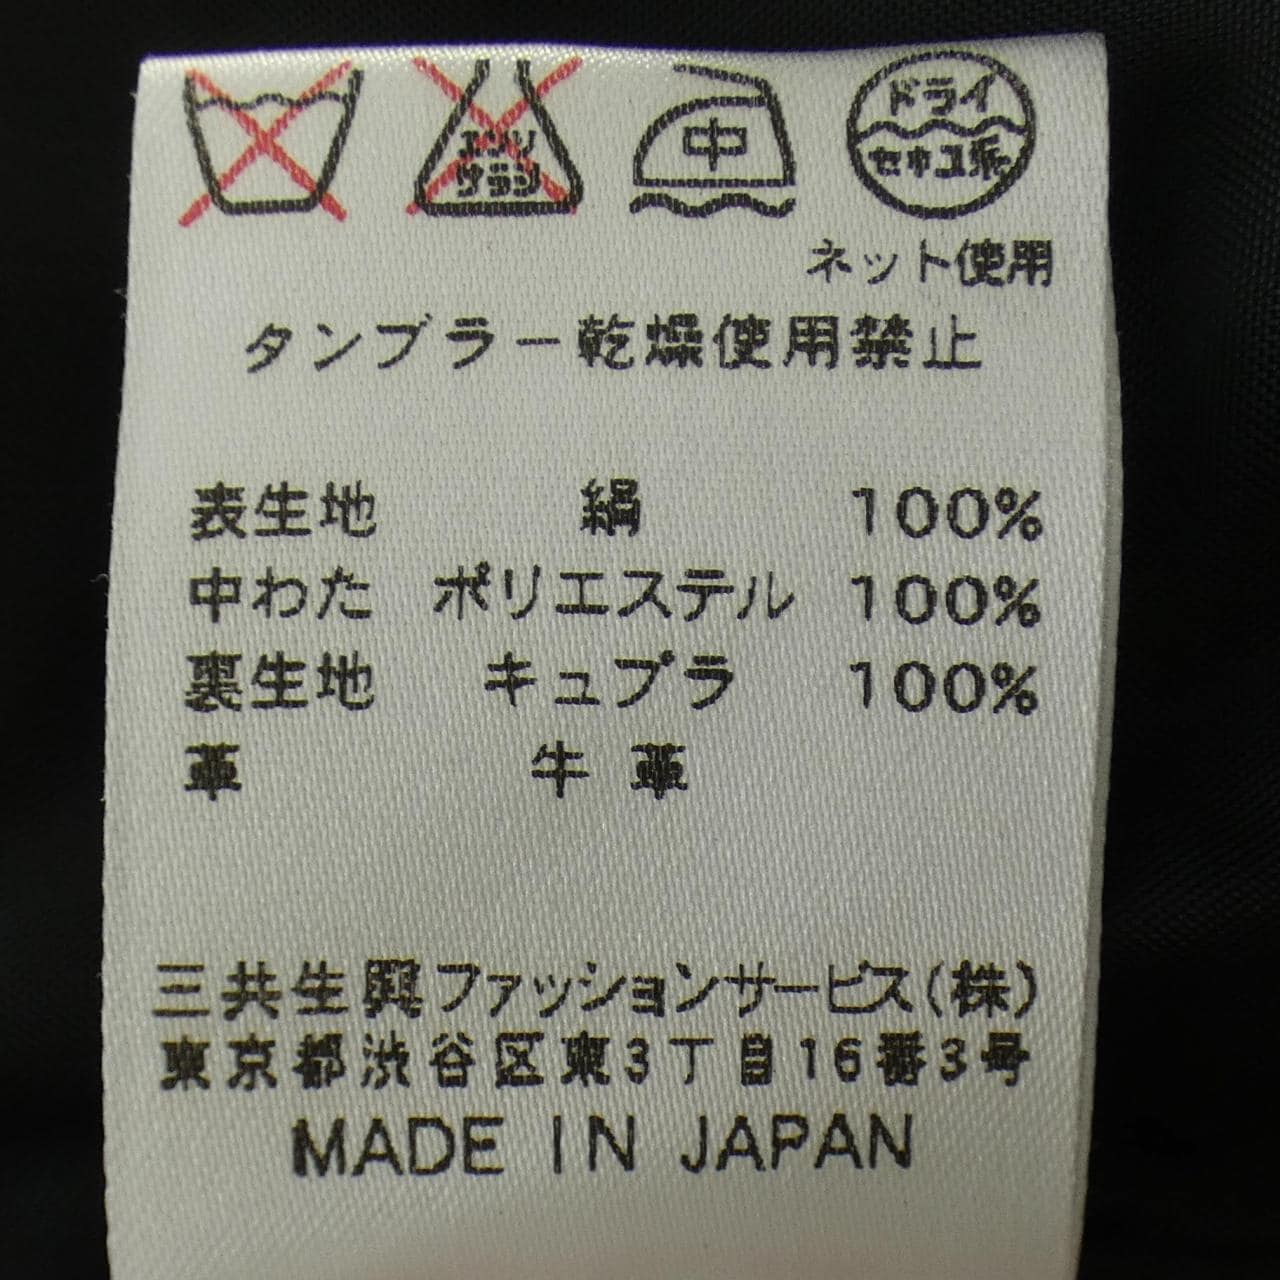 エンソ
サラシ
中
ドライ
セキユ系
ネット使用
タンブラー乾燥使用禁止
表生地 絹 100%
中わた ポリエステル 100%
裏生地 キュプラ 100%
革 牛革
三共生興ファッションサービス(株)
東京都渋谷区東3丁目16番3号
MADE IN JAPAN